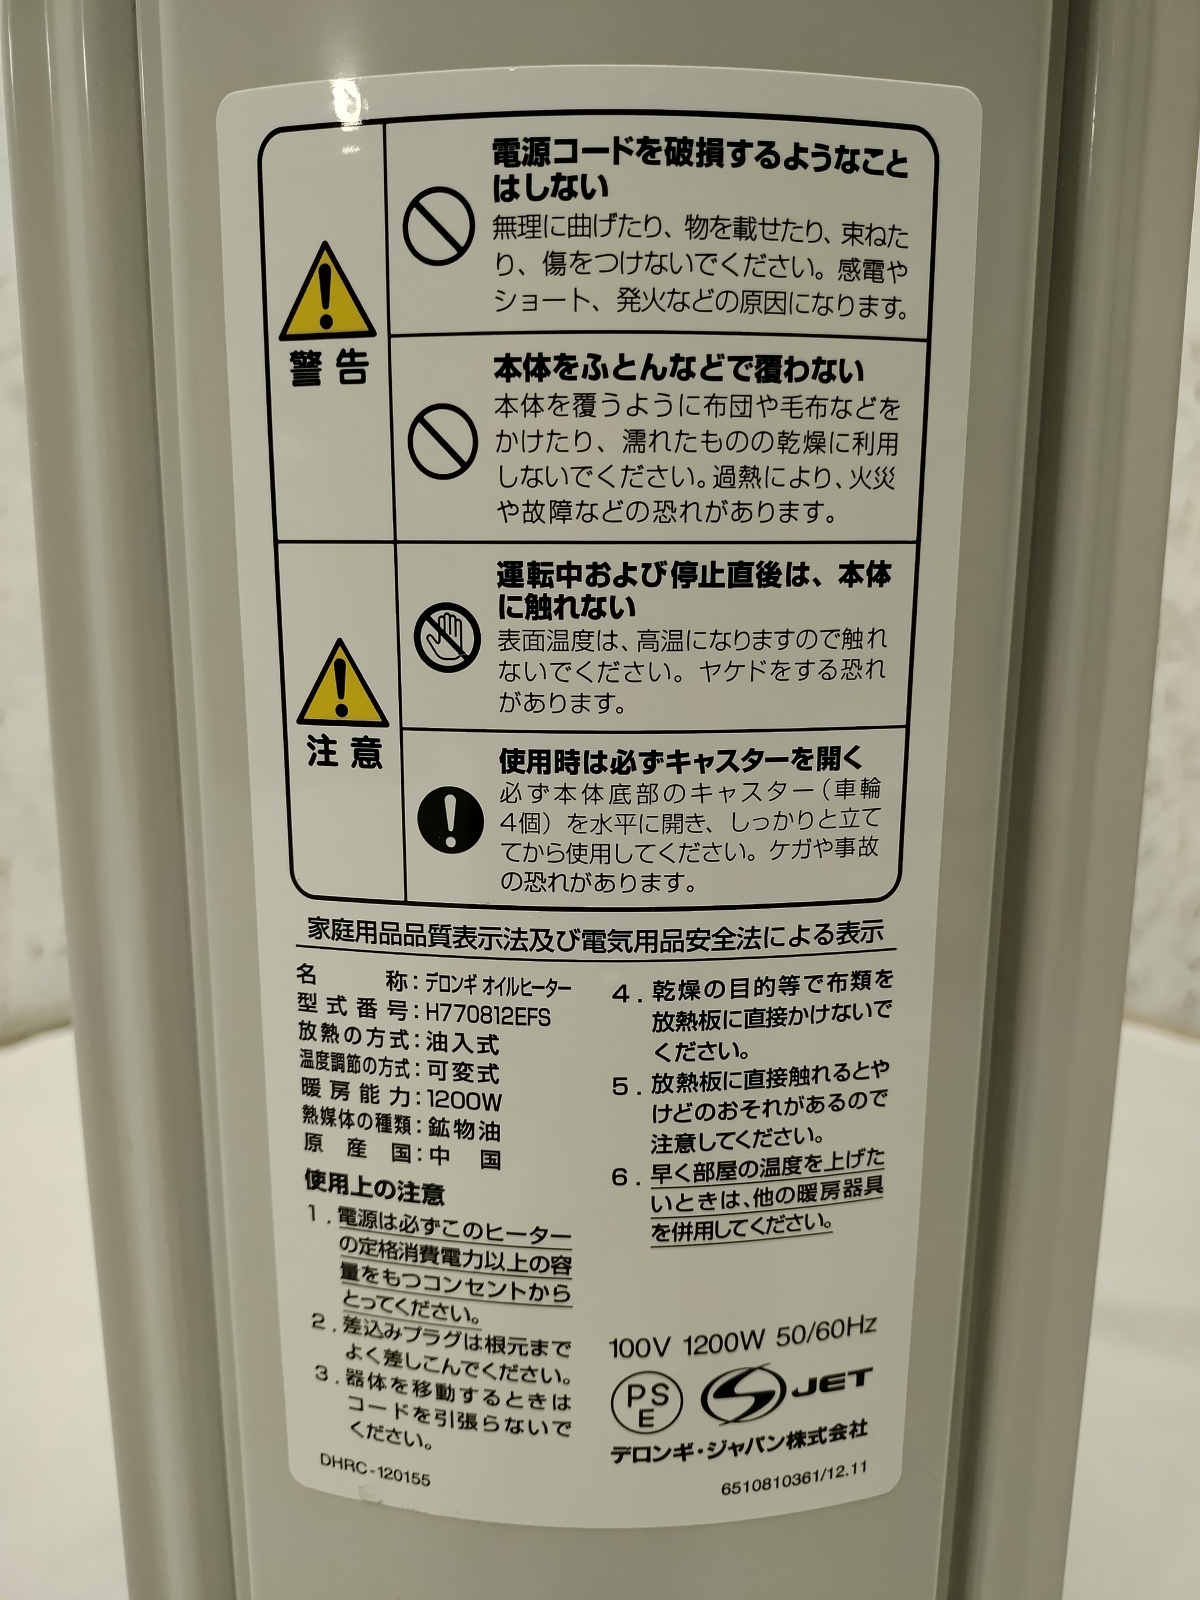 警告
電源コードを破損するようなこと
はしない
無理に曲げたり、物を載せたり、束ねた
り、傷をつけないでください。感電や
ショート、発火などの原因になります。
本体をふとんなどで覆わない
本体を覆うように布団や毛布などを
かけたり、濡れたものの乾燥に利用
しないでください。過熱により、火災
や故障などの恐れがあります。
注意
運転中および停止直後は、本体
に触れない
表面温度は、高温になりますので触れ
ないでください。ヤケドをする恐れ
があります。
使用時は必ずキャスターを開く
必ず本体底部のキャスター（車輪
4個）を水平に開き、しっかりと立て
てから使用してください。ケガや事故
の恐れがあります。
家庭用品品質表示法及び電気用品安全法による表示
名称：デロンギ オイルヒーター
型式番号：H770812EFS
放熱の方式：油入式
温度調節の方式：可変式
暖房能力：1200W
熱媒体の種類：鉱物油
原産国：中国
使用上の注意
1. 電源は必ずこのヒーター
の定格消費電力以上の容
量をもつコンセントから
とってください。
2. 差込みプラグは根元まで
よく差しこんでください。
3. 器体を移動するときは
コードを引張らないで
ください。
4. 乾燥の目的等で布類を
放熱板に直接かけないで
ください。
5. 放熱板に直接触れるとや
けどのおそれがあるので
注意してください。
6. 早く部屋の温度を上げた
いときは、他の暖房器具
を併用してください。
100V 1200W 50/60Hz
PS
E
JET
デロンギ・ジャパン株式会社
DHRC-120155
6510810361/12.11